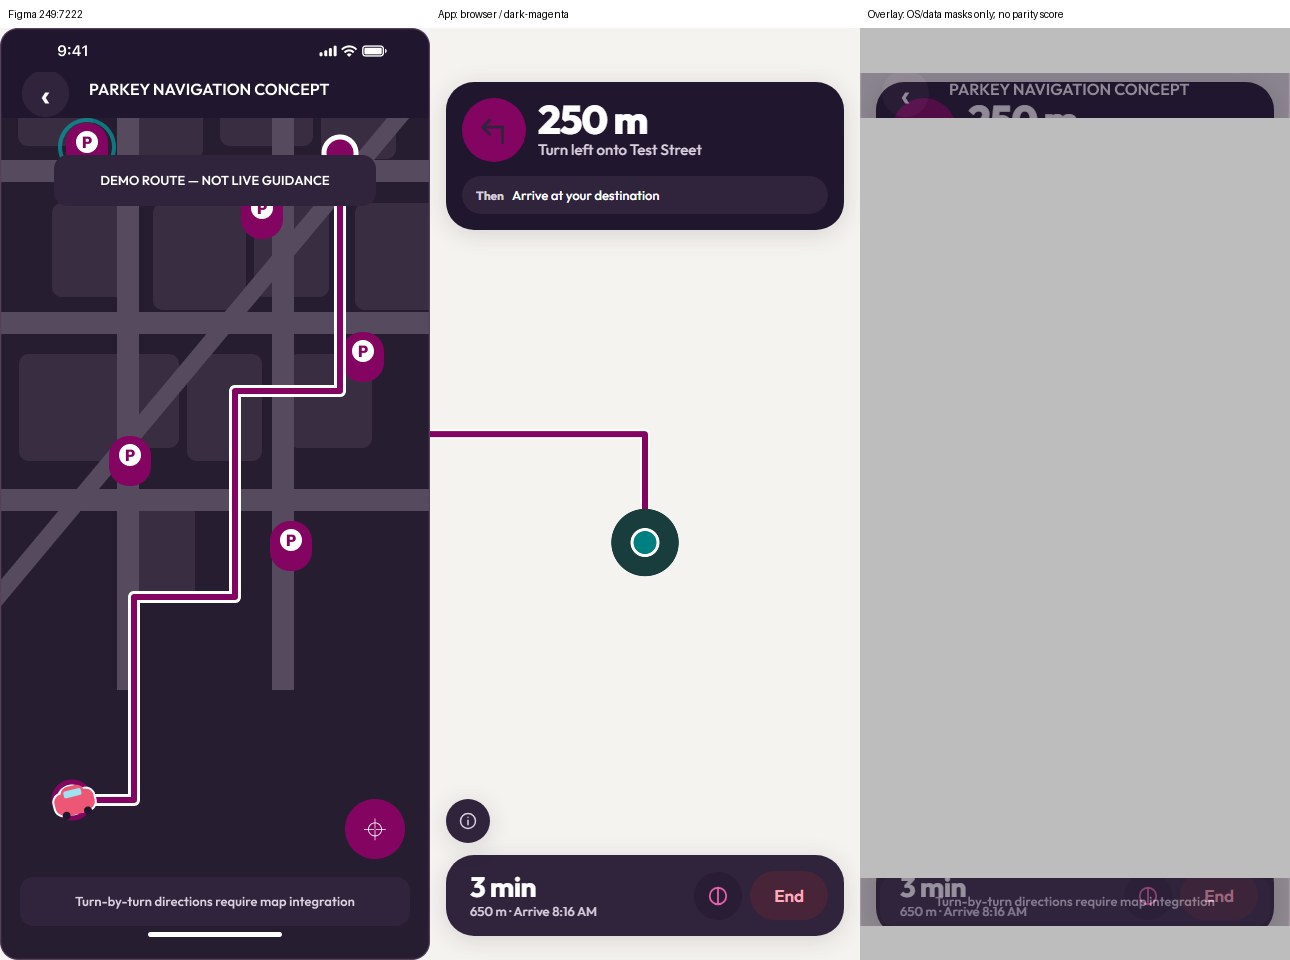 Figma 249:7222
9:41
PARKEY NAVIGATION CONCEPT
P
DEMO ROUTE — NOT LIVE GUIDANCE
P
P
P
P
Turn-by-turn directions require map integration
App: browser / dark-magenta
250 m
Turn left onto Test Street
Then Arrive at your destination
3 min
650 m · Arrive 8:16 AM
End
Overlay: OS/data masks only; no parity score
PARKEY NAVIGATION CONCEPT
250 m
3 min
End
Turn-by-turn directions require map integration
650 m · Arrive 8:16 AM